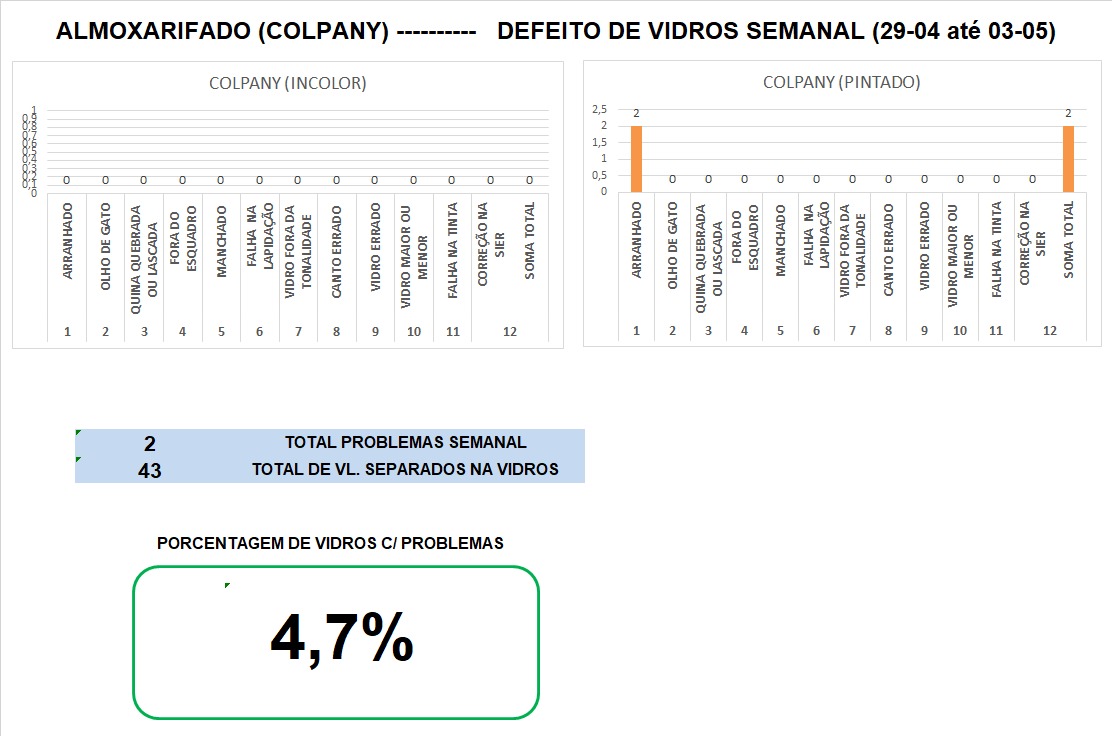 ALMOXARIFADO (COLPANY) ---------- DEFEITO DE VIDROS SEMANAL (29-04 até 03-05)
COLPANY (INCOLOR)
1
0,9
0,8
0,7
0,6
0,5
0,4
0,3
0,2
0,1
0
0 0 0 0 0 0 0 0 0 0 0 0 0
ARRANHADO
OLHO DE GATO
QUINA QUEBRADA
OU LASCADA
FORA DO
ESQUADRO
MANCHADO
FALHA NA
LAPIDAÇÃO
VIDRO FORA DA
TONALIDADE
CANTO ERRADO
VIDRO ERRADO
VIDRO MAIOR OU
MENOR
FALHA NA TINTA
CORREÇÃO NA
SIER
SOMA TOTAL
1 2 3 4 5 6 7 8 9 10 11 12
COLPANY (PINTADO)
2,5
2
1,5
1
0,5
0
2 0 0 0 0 0 0 0 0 0 0 0 2
ARRANHADO
OLHO DE GATO
QUINA QUEBRADA
OU LASCADA
FORA DO
ESQUADRO
MANCHADO
FALHA NA
LAPIDAÇÃO
VIDRO FORA DA
TONALIDADE
CANTO ERRADO
VIDRO ERRADO
VIDRO MAIOR OU
MENOR
FALHA NA TINTA
CORREÇÃO NA
SIER
SOMA TOTAL
1 2 3 4 5 6 7 8 9 10 11 12
2 TOTAL PROBLEMAS SEMANAL
43 TOTAL DE VL. SEPARADOS NA VIDROS
PORCENTAGEM DE VIDROS C/ PROBLEMAS
4,7%